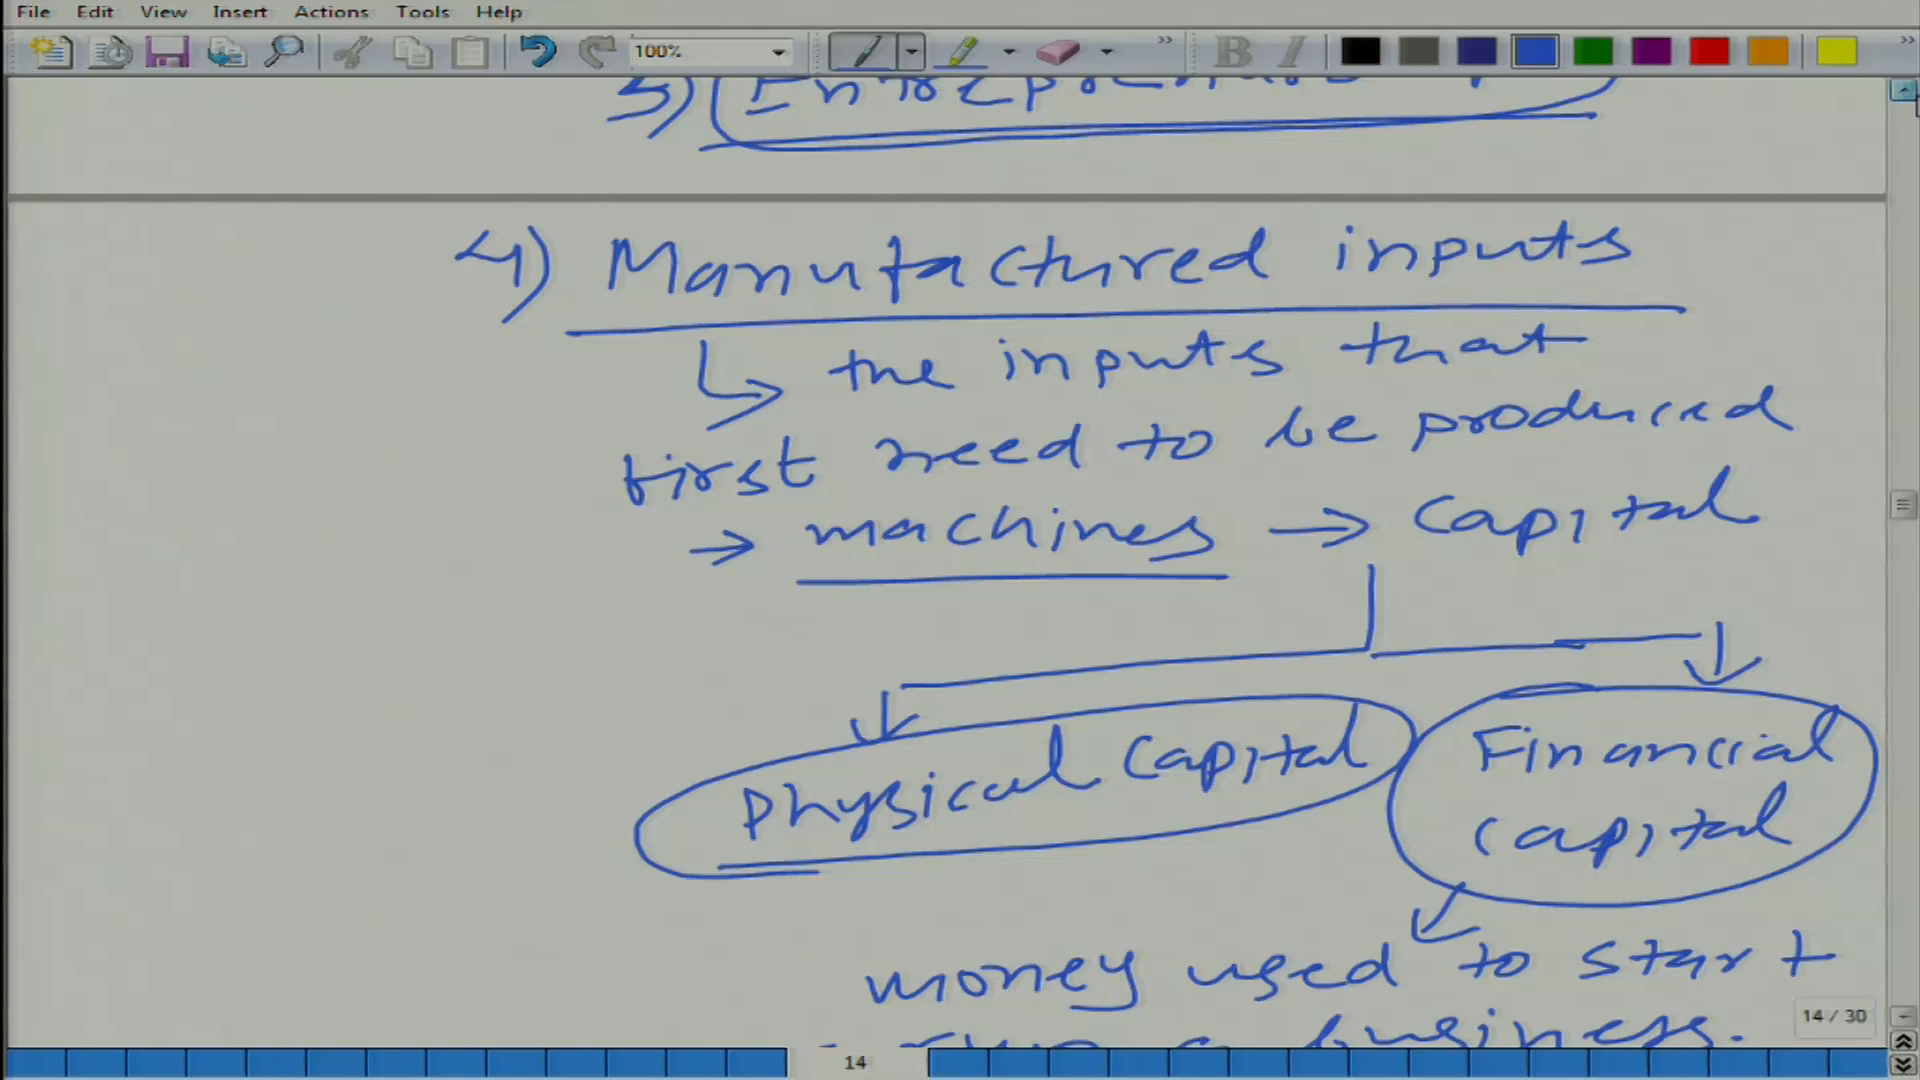 File Edit View Insert Actions Tools Help
100%
3)
4) Manufactured inputs
the inputs that
first need to be produced
→ machines → capital
Physical Capital
Financial
capital
money used to start
a business.
14 / 30
14